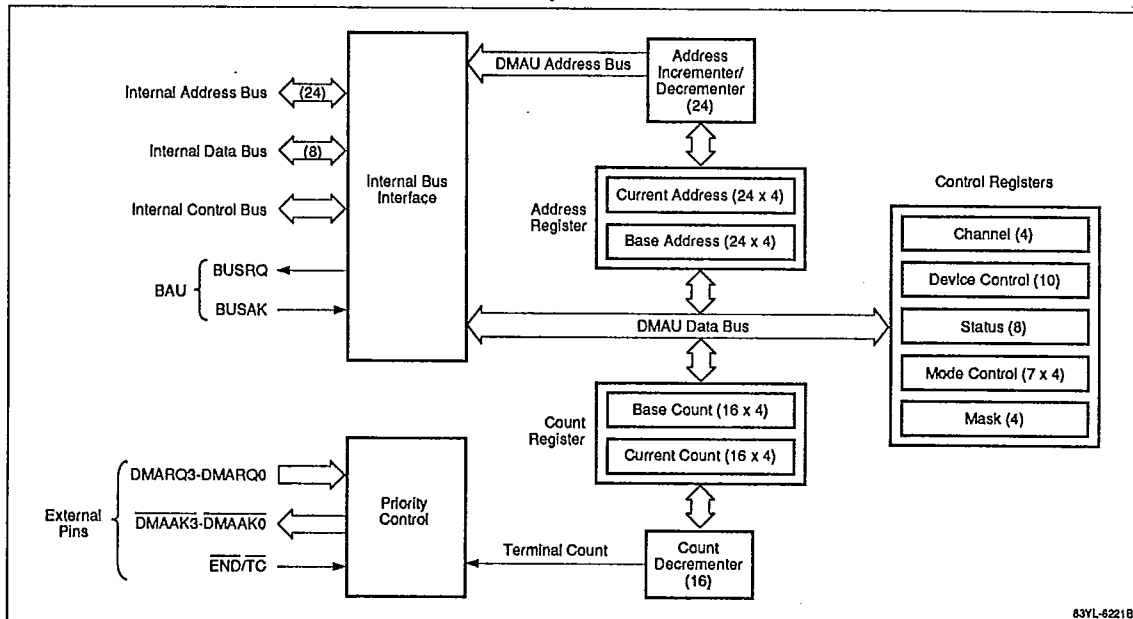 DMAU Address Bus
Address
Incrementer/
Decrementer
(24)
Internal Address Bus
(24)
Internal Data Bus
(8)
Internal Control Bus
Internal Bus
Interface
BAU
BUSRQ
BUSAK
Address
Register
Current Address (24 x 4)
Base Address (24 x 4)
Control Registers
Channel (4)
Device Control (10)
Status (8)
Mode Control (7 x 4)
Mask (4)
DMAU Data Bus
Count
Register
Base Count (16 x 4)
Current Count (16 x 4)
External
Pins
DMARQ3-DMARQ0
DMAAK3-DMAAK0
END/TC
Priority
Control
Terminal Count
Count
Decrementer
(16)
83YL-6221B